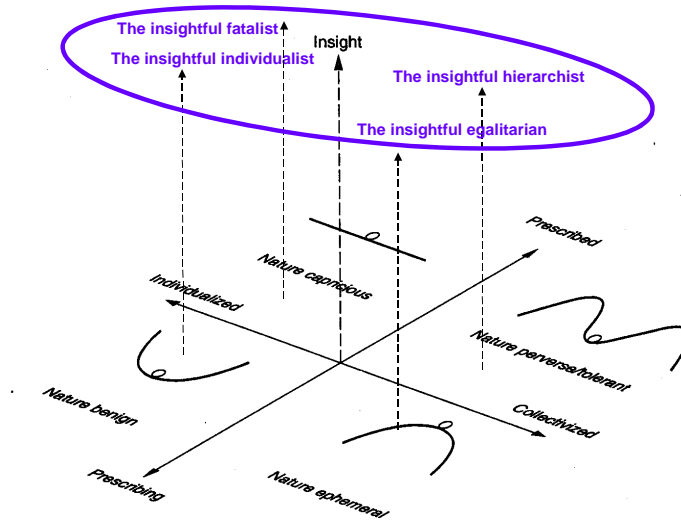 The insightful fatalist
Insight
The insightful individualist
The insightful hierarchist
The insightful egalitarian
Prescribed
Nature capricious
Individualized
Nature perverse/tolerant
Nature benign
Collectivized
Prescribing
Nature ephemeral